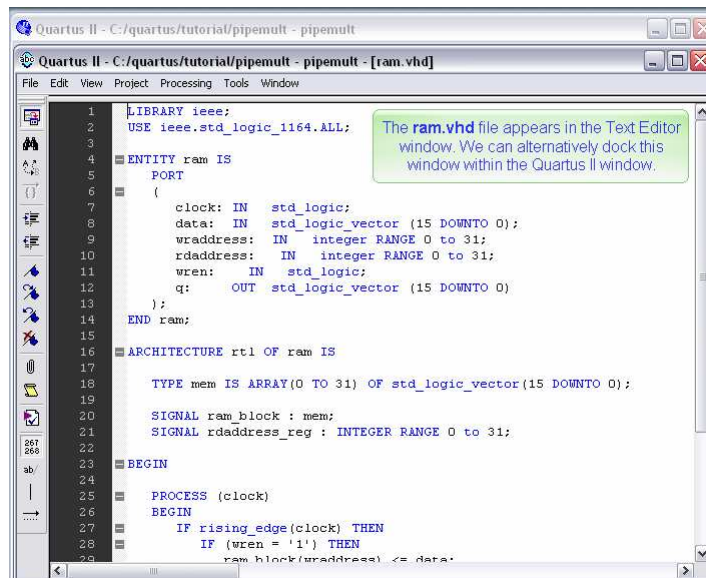 Quartus II - C:/quartus/tutorial/pipemult - pipemult
Quartus II - C:/quartus/tutorial/pipemult - pipemult - [ram.vhd]
File Edit View Project Processing Tools Window
The ram.vhd file appears in the Text Editor
window. We can alternatively dock this
window within the Quartus II window.
1 LIBRARY ieee;
2 USE ieee.std_logic_1164.ALL;
3
4 ENTITY ram IS
5 PORT
6 (
7 clock: IN std_logic;
8 data: IN std_logic_vector (15 DOWNTO 0);
9 wraddress: IN integer RANGE 0 to 31;
10 rdaddress: IN integer RANGE 0 to 31;
11 wren: IN std_logic;
12 q: OUT std_logic_vector (15 DOWNTO 0)
13 );
14 END ram;
15
16 ARCHITECTURE rtl OF ram IS
17
18 TYPE mem IS ARRAY(0 TO 31) OF std_logic_vector(15 DOWNTO 0);
19
20 SIGNAL ram_block : mem;
21 SIGNAL rdaddress_reg : INTEGER RANGE 0 to 31;
22
23 BEGIN
24
25 PROCESS (clock)
26 BEGIN
27 IF rising_edge(clock) THEN
28 IF (wren = '1') THEN
29 ram_block(wraddress) <= data;
267
268
ab/